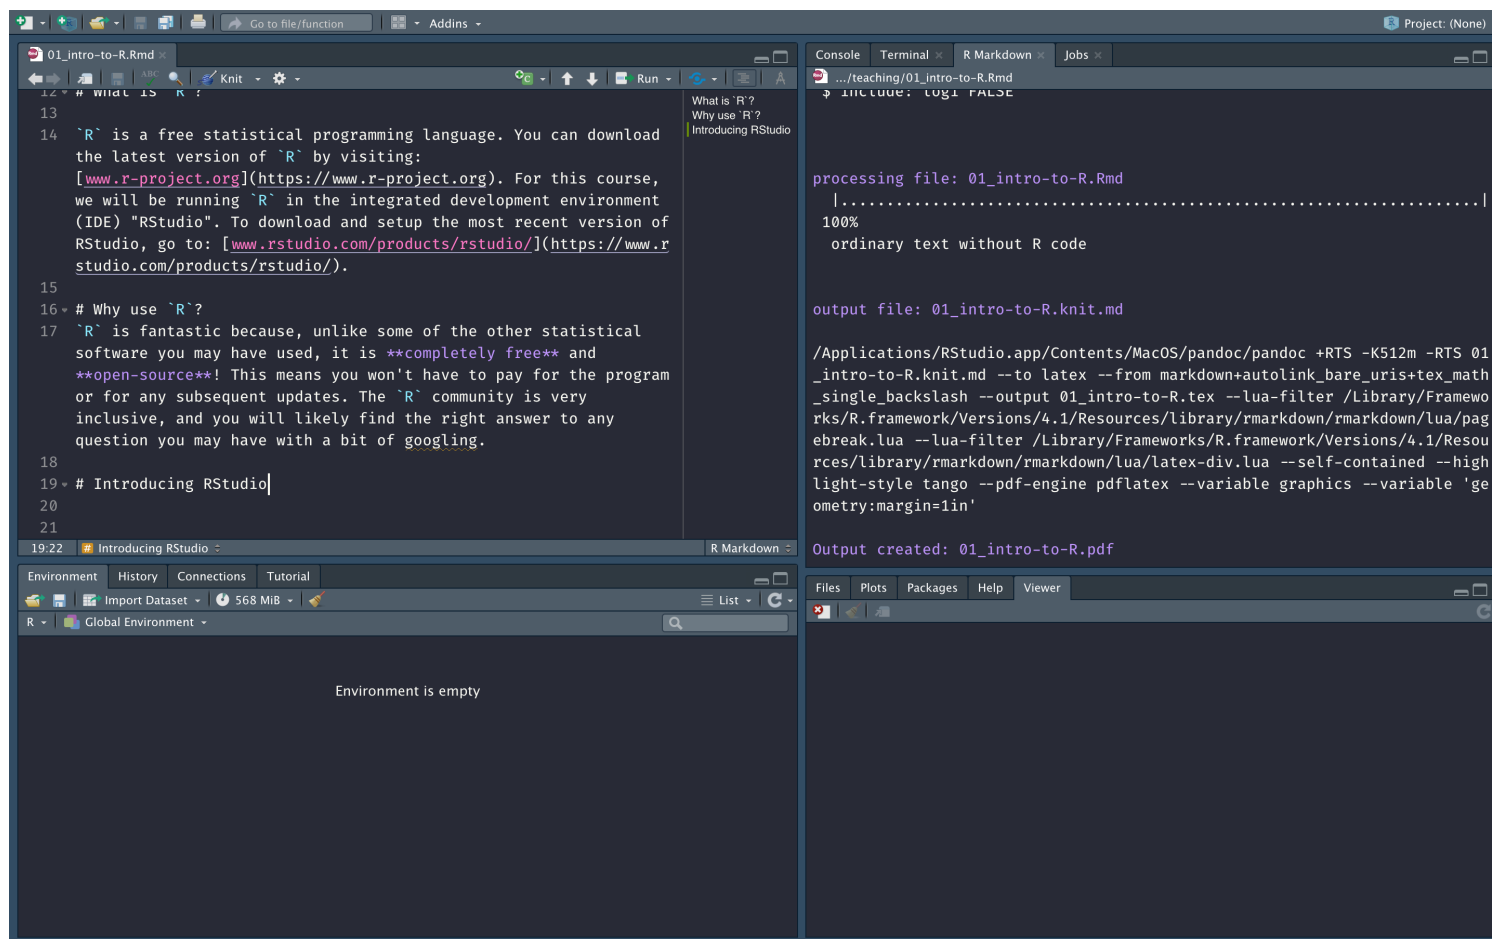 Go to file/function
Addins
Project: (None)
01_intro-to-R.Rmd
ABC
Knit
Run
12 # What is `R`?
13
14 `R` is a free statistical programming language. You can download
the latest version of `R` by visiting:
[www.r-project.org](https://www.r-project.org). For this course,
we will be running `R` in the integrated development environment
(IDE) "RStudio". To download and setup the most recent version of
RStudio, go to: [www.rstudio.com/products/rstudio/](https://www.r
studio.com/products/rstudio/).
15
16 # Why use `R`?
17 `R` is fantastic because, unlike some of the other statistical
software you may have used, it is **completely free** and
**open-source**! This means you won't have to pay for the program
or for any subsequent updates. The `R` community is very
inclusive, and you will likely find the right answer to any
question you may have with a bit of googling.
18
19 # Introducing RStudio
20
21
What is `R`?
Why use `R`?
Introducing RStudio
19:22 # Introducing RStudio
R Markdown
Console Terminal R Markdown Jobs
.../teaching/01_intro-to-R.Rmd
$ include: logi FALSE
processing file: 01_intro-to-R.Rmd
|......................................................................|
100%
ordinary text without R code
output file: 01_intro-to-R.knit.md
/Applications/RStudio.app/Contents/MacOS/pandoc/pandoc +RTS -K512m -RTS 01
_intro-to-R.knit.md --to latex --from markdown+autolink_bare_uris+tex_math
_single_backslash --output 01_intro-to-R.tex --lua-filter /Library/Framewo
rks/R.framework/Versions/4.1/Resources/library/rmarkdown/rmarkdown/lua/pag
ebreak.lua --lua-filter /Library/Frameworks/R.framework/Versions/4.1/Resou
rces/library/rmarkdown/rmarkdown/lua/latex-div.lua --self-contained --high
light-style tango --pdf-engine pdflatex --variable graphics --variable 'ge
ometry:margin=1in'
Output created: 01_intro-to-R.pdf
Environment History Connections Tutorial
Import Dataset 568 MiB
List
R Global Environment
Environment is empty
Files Plots Packages Help Viewer